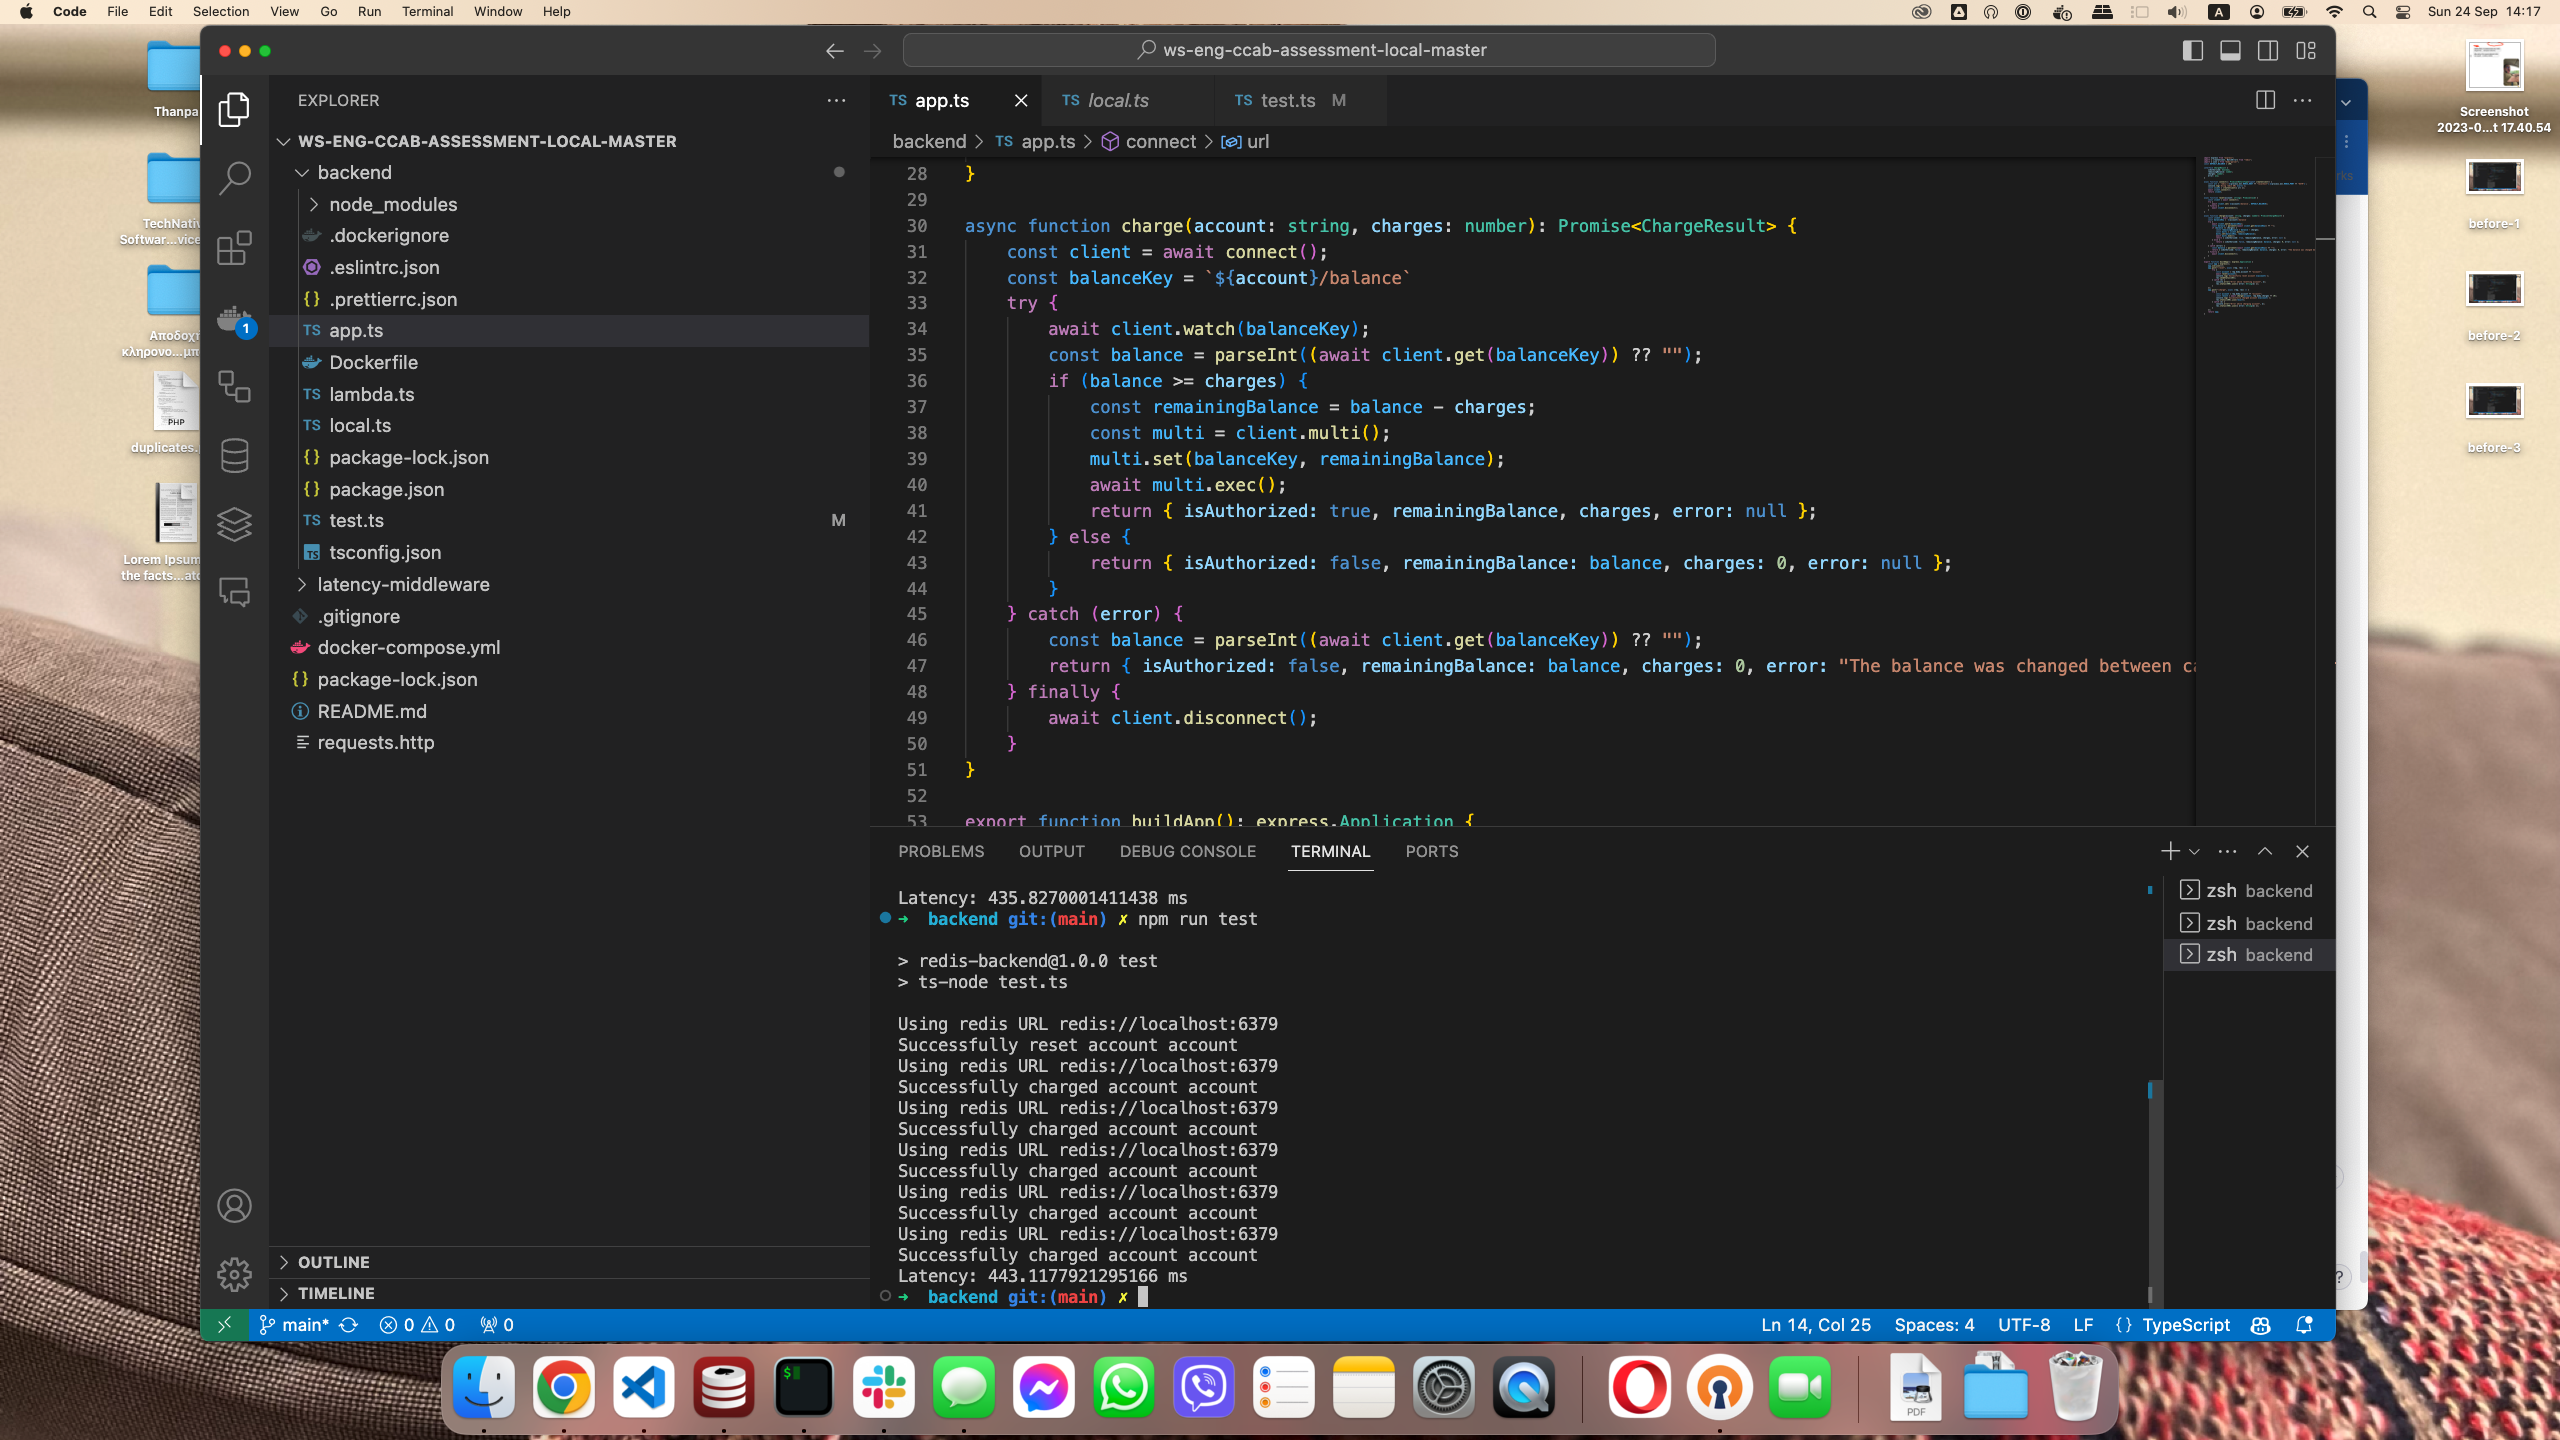 Code File Edit Selection View Go Run Terminal Window Help
A
Sun 24 Sep 14:17
ws-eng-ccab-assessment-local-master
Thanpa
TechNativ
Softwar...vice
Αποδοχή
κληρονο...μπ
PHP
duplicates.
Lorem Ipsum
the facts...ato
EXPLORER
WS-ENG-CCAB-ASSESSMENT-LOCAL-MASTER
backend
node_modules
.dockerignore
.eslintrc.json
{} .prettierrc.json
TS app.ts
1
Dockerfile
TS lambda.ts
TS local.ts
{} package-lock.json
{} package.json
TS test.ts M
TS tsconfig.json
latency-middleware
.gitignore
docker-compose.yml
{} package-lock.json
README.md
requests.http
OUTLINE
TIMELINE
TS app.ts
TS local.ts
TS test.ts M
backend > TS app.ts > connect > url
28 }
29
30 async function charge(account: string, charges: number): Promise<ChargeResult> {
31 const client = await connect();
32 const balanceKey = `${account}/balance`
33 try {
34 await client.watch(balanceKey);
35 const balance = parseInt((await client.get(balanceKey)) ?? "");
36 if (balance >= charges) {
37 const remainingBalance = balance - charges;
38 const multi = client.multi();
39 multi.set(balanceKey, remainingBalance);
40 await multi.exec();
41 return { isAuthorized: true, remainingBalance, charges, error: null };
42 } else {
43 return { isAuthorized: false, remainingBalance: balance, charges: 0, error: null };
44 }
45 } catch (error) {
46 const balance = parseInt((await client.get(balanceKey)) ?? "");
47 return { isAuthorized: false, remainingBalance: balance, charges: 0, error: "The balance was changed between ca
48 } finally {
49 await client.disconnect();
50 }
51 }
52
53 export function buildApp(): express.Application {
PROBLEMS OUTPUT DEBUG CONSOLE TERMINAL PORTS
Latency: 435.8270001411438 ms
➜ backend git:(main) ✗ npm run test
> redis-backend@1.0.0 test
> ts-node test.ts
Using redis URL redis://localhost:6379
Successfully reset account account
Using redis URL redis://localhost:6379
Successfully charged account account
Using redis URL redis://localhost:6379
Successfully charged account account
Using redis URL redis://localhost:6379
Successfully charged account account
Using redis URL redis://localhost:6379
Successfully charged account account
Using redis URL redis://localhost:6379
Successfully charged account account
Latency: 443.1177921295166 ms
➜ backend git:(main) ✗
zsh backend
zsh backend
zsh backend
main* 0 0 0
Ln 14, Col 25 Spaces: 4 UTF-8 LF {} TypeScript
rks
?
Screenshot
2023-0...t 17.40.54
before-1
before-2
before-3
$
PDF